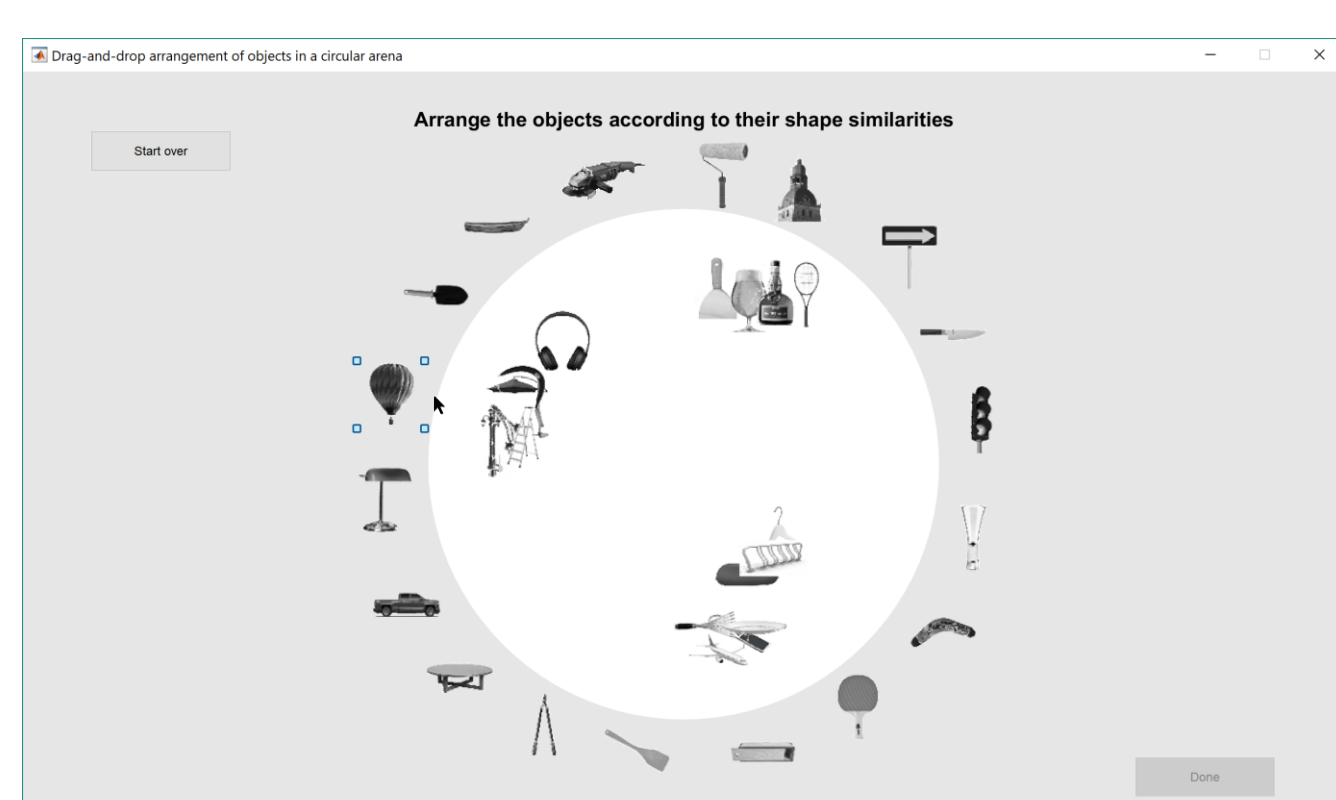 Drag-and-drop arrangement of objects in a circular arena
Arrange the objects according to their shape similarities
Start over
Done